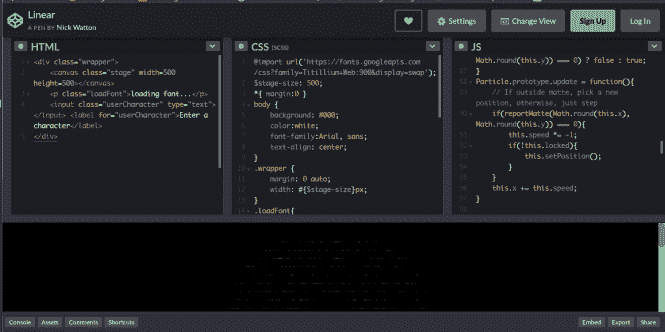 Linear
A PEN BY Nick Watton
Settings
Change View
Sign Up
Log In
HTML
<div class="wrapper">
<canvas class="stage" width=500
height=500></canvas>
<p class="loadFont">loading font...</p>
<input class="userCharacter" type="text">
</input> <label for="userCharacter">Enter a
character</label>
</div>
CSS (SCSS)
@import url('https://fonts.googleapis.com
/css?family=Titillium+Web:900&display=swap');
$stage-size: 500;
*{ margin:0 }
body {
background: #000;
color:white;
font-family:Arial, sans;
text-align: center;
}
.wrapper {
margin: 0 auto;
width: #{$stage-size}px;
}
.loadFont{
JS
Math.round(this.y)) === 0) ? false : true;
}
Particle.prototype.update = function(){
// If outside matte, pick a new
position, otherwise, just step
if(reportMatte(Math.round(this.x),
Math.round(this.y)) === 0){
this.speed *= -1;
if(!this.locked){
this.setPosition();
}
}
this.x += this.speed;
}
Console
Assets
Comments
Shortcuts
Embed
Export
Share